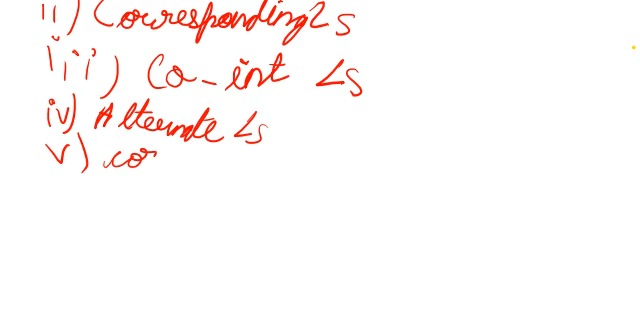 ii) Corresponding ∠s
iii) Co-int ∠s
iv) Alternate ∠s
v) co